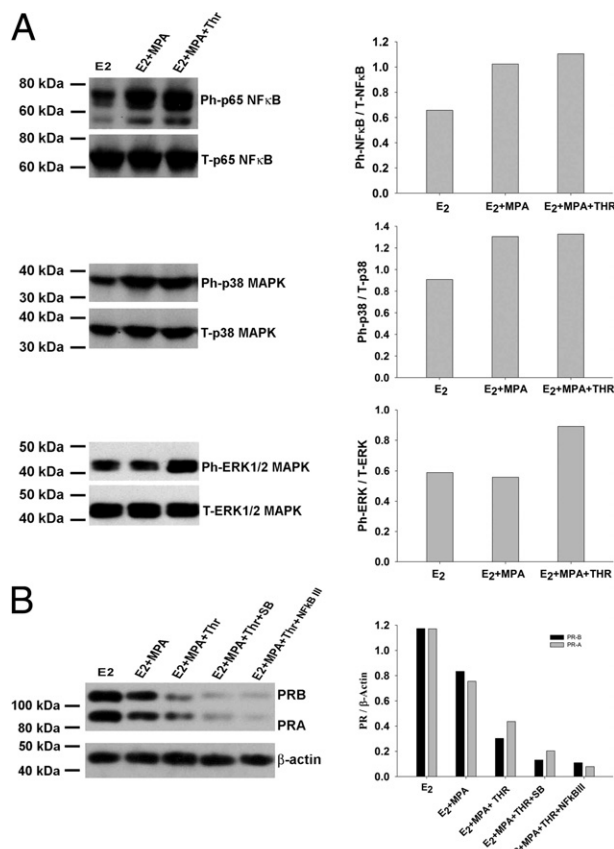 A
E2
E2+MPA
E2+MPA+Thr
80 kDa
60 kDa
Ph-p65 NFκB
80 kDa
60 kDa
T-p65 NFκB
Ph-NFκB / T-NFκB
1.2
1.0
0.8
0.6
0.4
0.2
0.0
E2
E2+MPA
E2+MPA+THR
40 kDa
30 kDa
Ph-p38 MAPK
40 kDa
30 kDa
T-p38 MAPK
Ph-p38 / T-p38
1.4
1.2
1.0
0.8
0.6
0.4
0.2
0.0
E2
E2+MPA
E2+MPA+THR
50 kDa
40 kDa
Ph-ERK1/2 MAPK
50 kDa
40 kDa
T-ERK1/2 MAPK
Ph-ERK / T-ERK
1.0
0.8
0.6
0.4
0.2
0.0
E2
E2+MPA
E2+MPA+THR
B
E2
E2+MPA
E2+MPA+Thr
E2+MPA+Thr+SB
E2+MPA+Thr+NFkB III
100 kDa
80 kDa
PRB
PRA
50 kDa
40 kDa
β-actin
PR / β-Actin
1.2
1.0
0.8
0.6
0.4
0.2
0.0
PR-B
PR-A
E2
E2+MPA
E2+MPA+ THR
E2+MPA+THR+SB
2+MPA+THR+NFkBIII